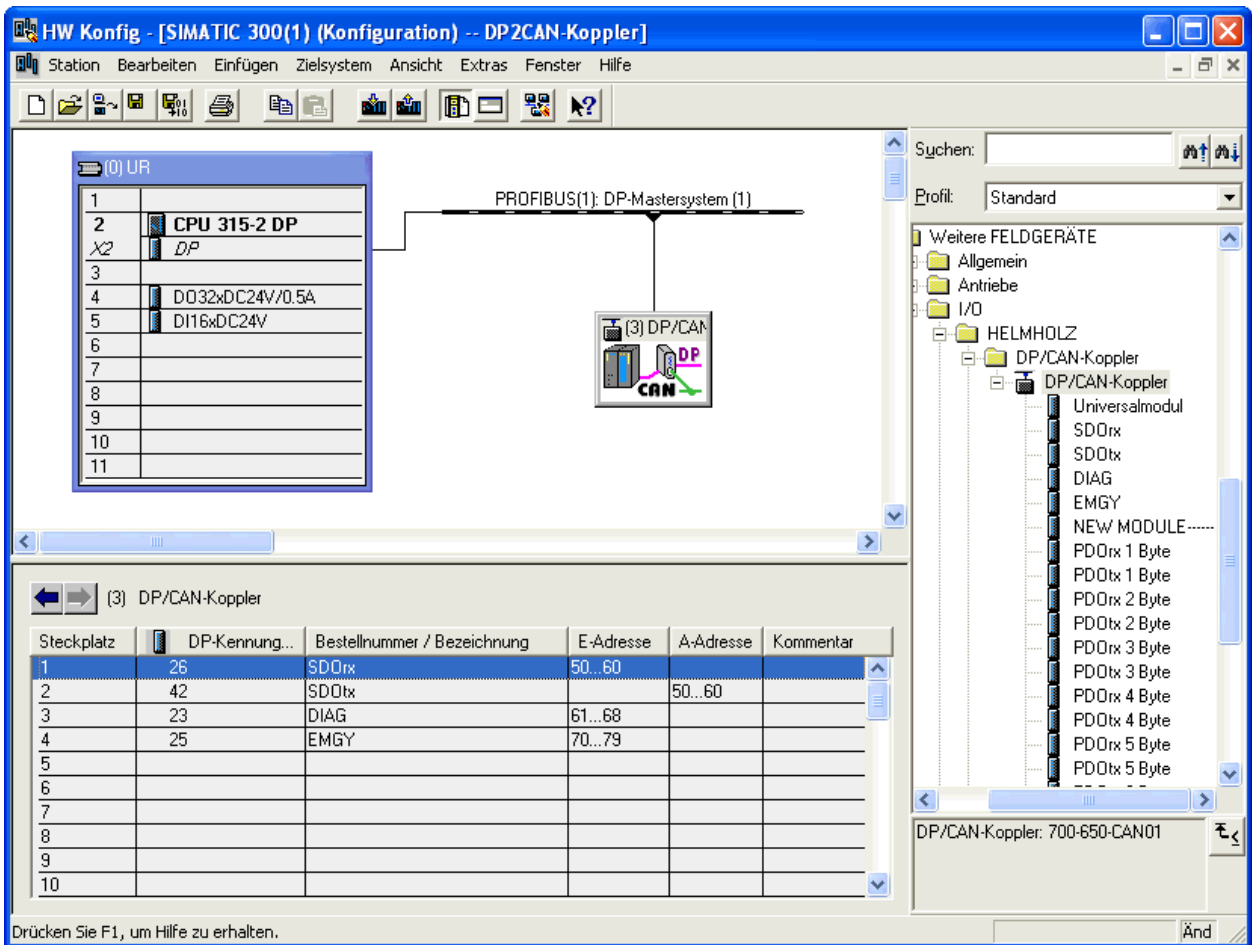 HW Konfig - [SIMATIC 300(1) (Konfiguration) -- DP2CAN-Koppler]
Station Bearbeiten Einfügen Zielsystem Ansicht Extras Fenster Hilfe
(0) UR
1
2 CPU 315-2 DP
X2 DP
3
4 DO32xDC24V/0.5A
5 DI16xDC24V
6
7
8
9
10
11
PROFIBUS(1): DP-Mastersystem (1)
(3) DP/CAN
DP
CAN
Suchen:
Profil: Standard
Weitere FELDGERÄTE
Allgemein
Antriebe
I/O
HELMHOLZ
DP/CAN-Koppler
DP/CAN-Koppler
Universalmodul
SDOrx
SDOtx
DIAG
EMGY
NEW MODULE------
PDOrx 1 Byte
PDOtx 1 Byte
PDOrx 2 Byte
PDOtx 2 Byte
PDOrx 3 Byte
PDOtx 3 Byte
PDOrx 4 Byte
PDOtx 4 Byte
PDOrx 5 Byte
PDOtx 5 Byte
DP/CAN-Koppler: 700-650-CAN01
(3) DP/CAN-Koppler
Steckplatz DP-Kennung... Bestellnummer / Bezeichnung E-Adresse A-Adresse Kommentar
1 26 SDOrx 50...60
2 42 SDOtx 50...60
3 23 DIAG 61...68
4 25 EMGY 70...79
5
6
7
8
9
10
Drücken Sie F1, um Hilfe zu erhalten.
Änd